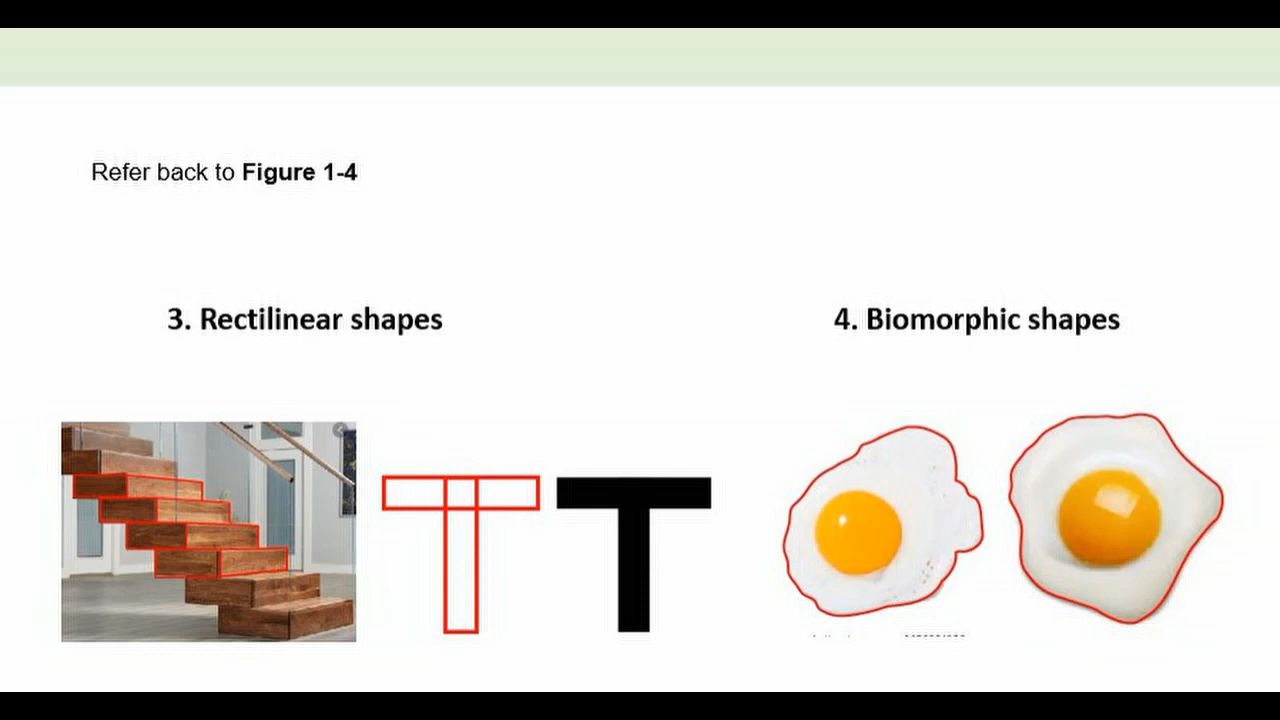 Refer back to Figure 1-4
3. Rectilinear shapes
4. Biomorphic shapes
T T